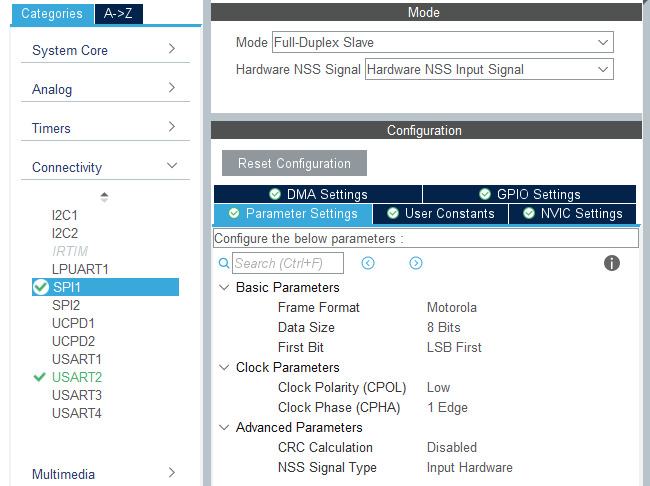 Categories A->Z
System Core
Analog
Timers
Connectivity
I2C1
I2C2
IRTIM
LPUART1
SPI1
SPI2
UCPD1
UCPD2
USART1
USART2
USART3
USART4
Multimedia
Mode
Mode Full-Duplex Slave
Hardware NSS Signal Hardware NSS Input Signal
Configuration
Reset Configuration
DMA Settings GPIO Settings
Parameter Settings User Constants NVIC Settings
Configure the below parameters :
Search (Ctrl+F)
Basic Parameters
Frame Format Motorola
Data Size 8 Bits
First Bit LSB First
Clock Parameters
Clock Polarity (CPOL) Low
Clock Phase (CPHA) 1 Edge
Advanced Parameters
CRC Calculation Disabled
NSS Signal Type Input Hardware